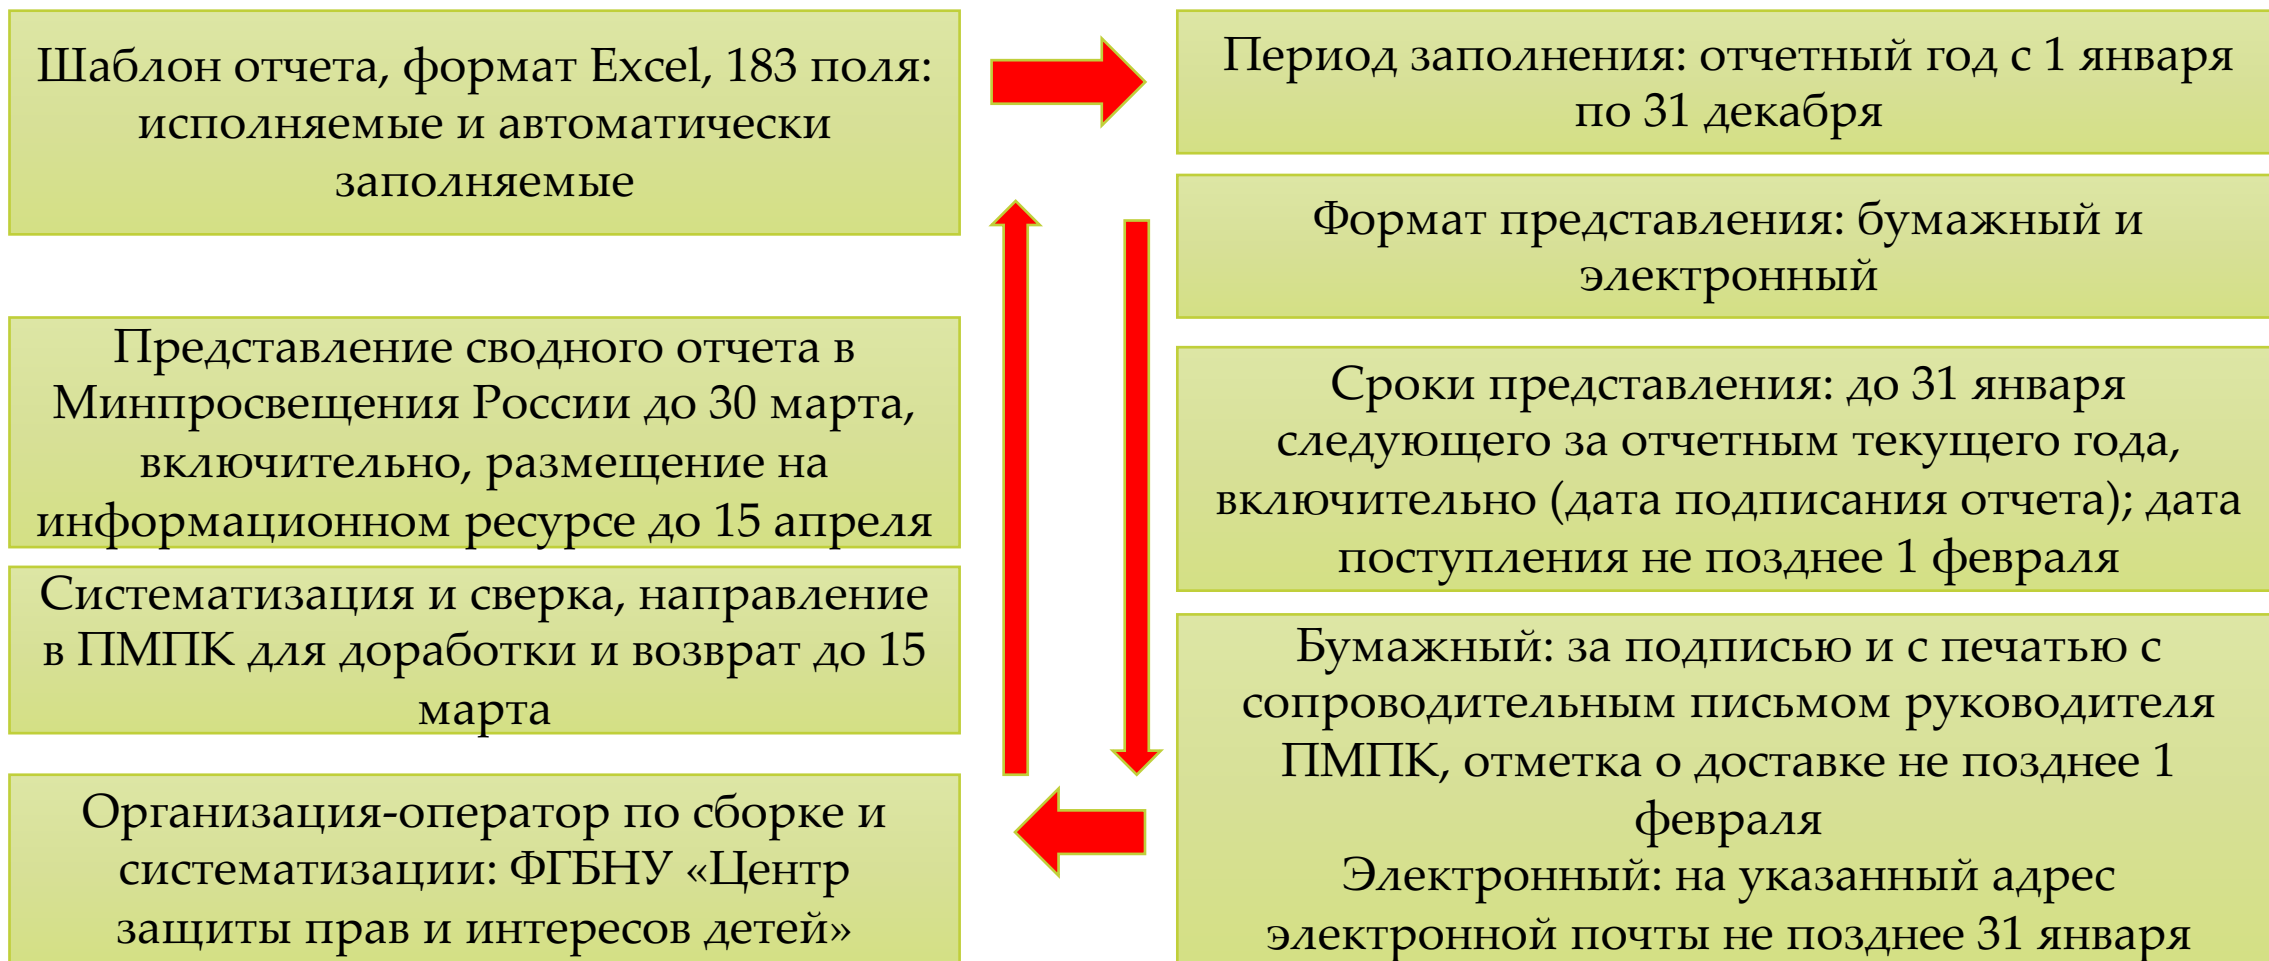 Шаблон отчета, формат Excel, 183 поля:
исполняемые и автоматически
заполняемые
Период заполнения: отчетный год с 1 января
по 31 декабря
Формат представления: бумажный и
электронный
Сроки представления: до 31 января
следующего за отчетным текущего года,
включительно (дата подписания отчета); дата
поступления не позднее 1 февраля
Бумажный: за подписью и с печатью с
сопроводительным письмом руководителя
ПМПК, отметка о доставке не позднее 1
февраля
Электронный: на указанный адрес
электронной почты не позднее 31 января
Представление сводного отчета в
Минпросвещения России до 30 марта,
включительно, размещение на
информационном ресурсе до 15 апреля
Систематизация и сверка, направление
в ПМПК для доработки и возврат до 15
марта
Организация-оператор по сборке и
систематизации: ФГБНУ «Центр
защиты прав и интересов детей»